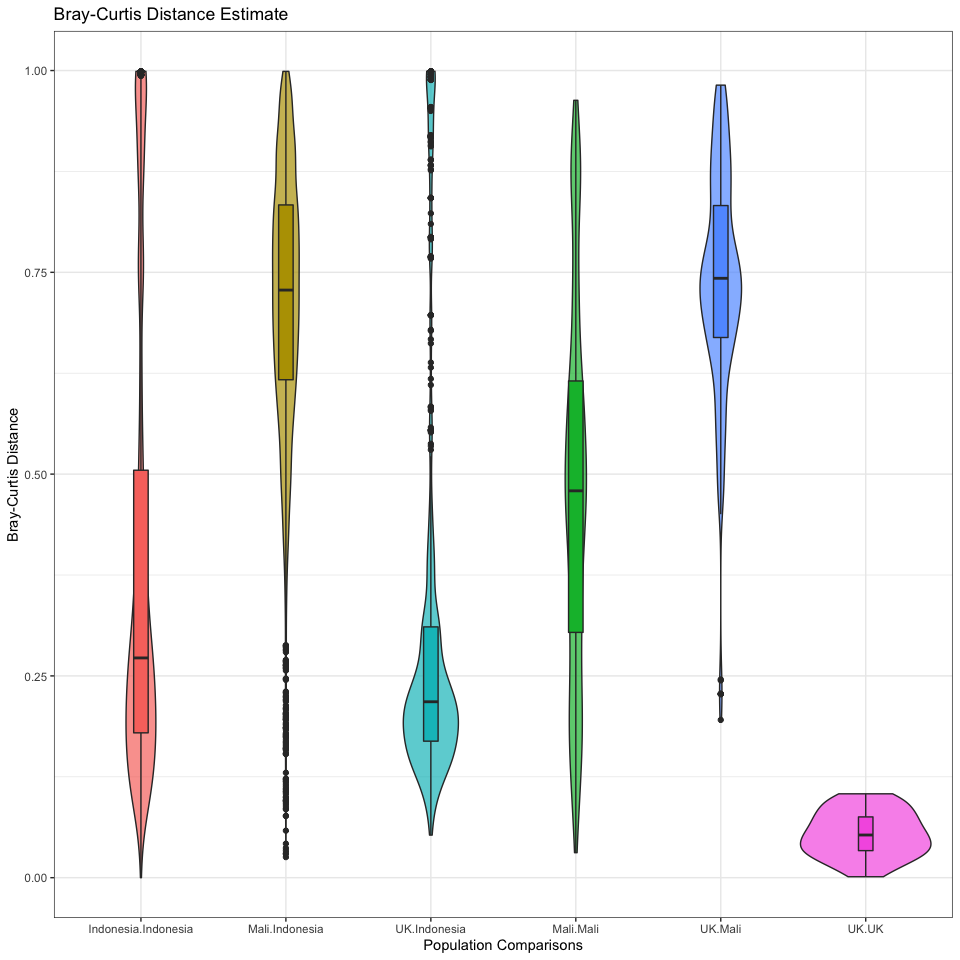 Bray-Curtis Distance Estimate
Bray-Curtis Distance
1.00
0.75
0.50
0.25
0.00
Indonesia.Indonesia
Mali.Indonesia
UK.Indonesia
Mali.Mali
UK.Mali
UK.UK
Population Comparisons